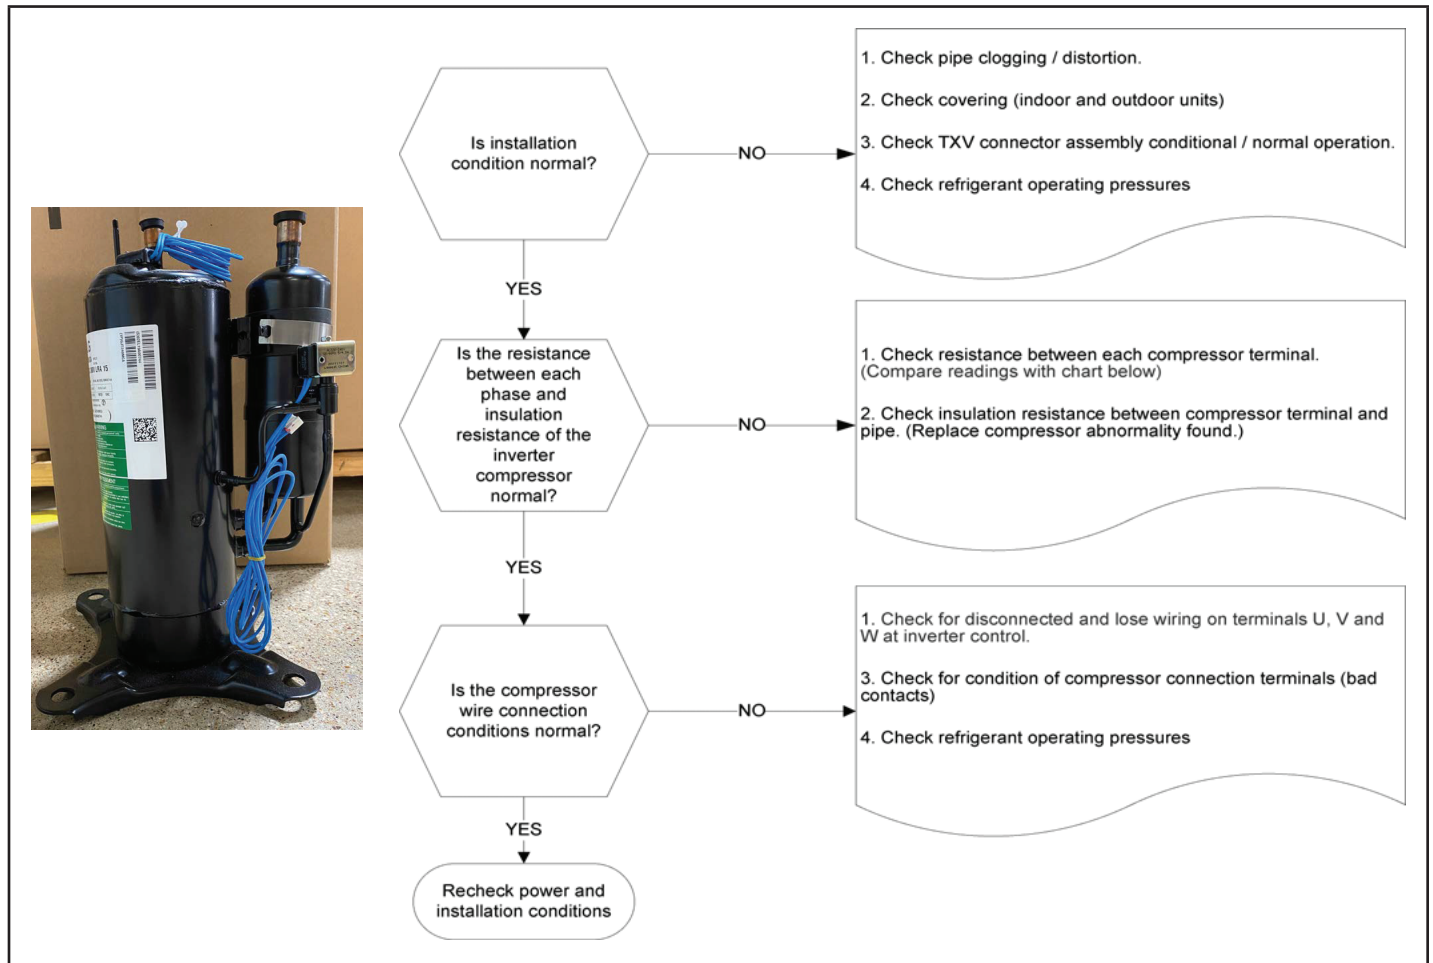 Is installation
condition normal?
NO
1. Check pipe clogging / distortion.
2. Check covering (indoor and outdoor units)
3. Check TXV connector assembly conditional / normal operation.
4. Check refrigerant operating pressures
YES
Is the resistance
between each
phase and
insulation
resistance of the
inverter
compressor
normal?
NO
1. Check resistance between each compressor terminal.
(Compare readings with chart below)
2. Check insulation resistance between compressor terminal and
pipe. (Replace compressor abnormality found.)
YES
Is the compressor
wire connection
conditions normal?
NO
1. Check for disconnected and lose wiring on terminals U, V and
W at inverter control.
3. Check for condition of compressor connection terminals (bad
contacts)
4. Check refrigerant operating pressures
YES
Recheck power and
installation conditions